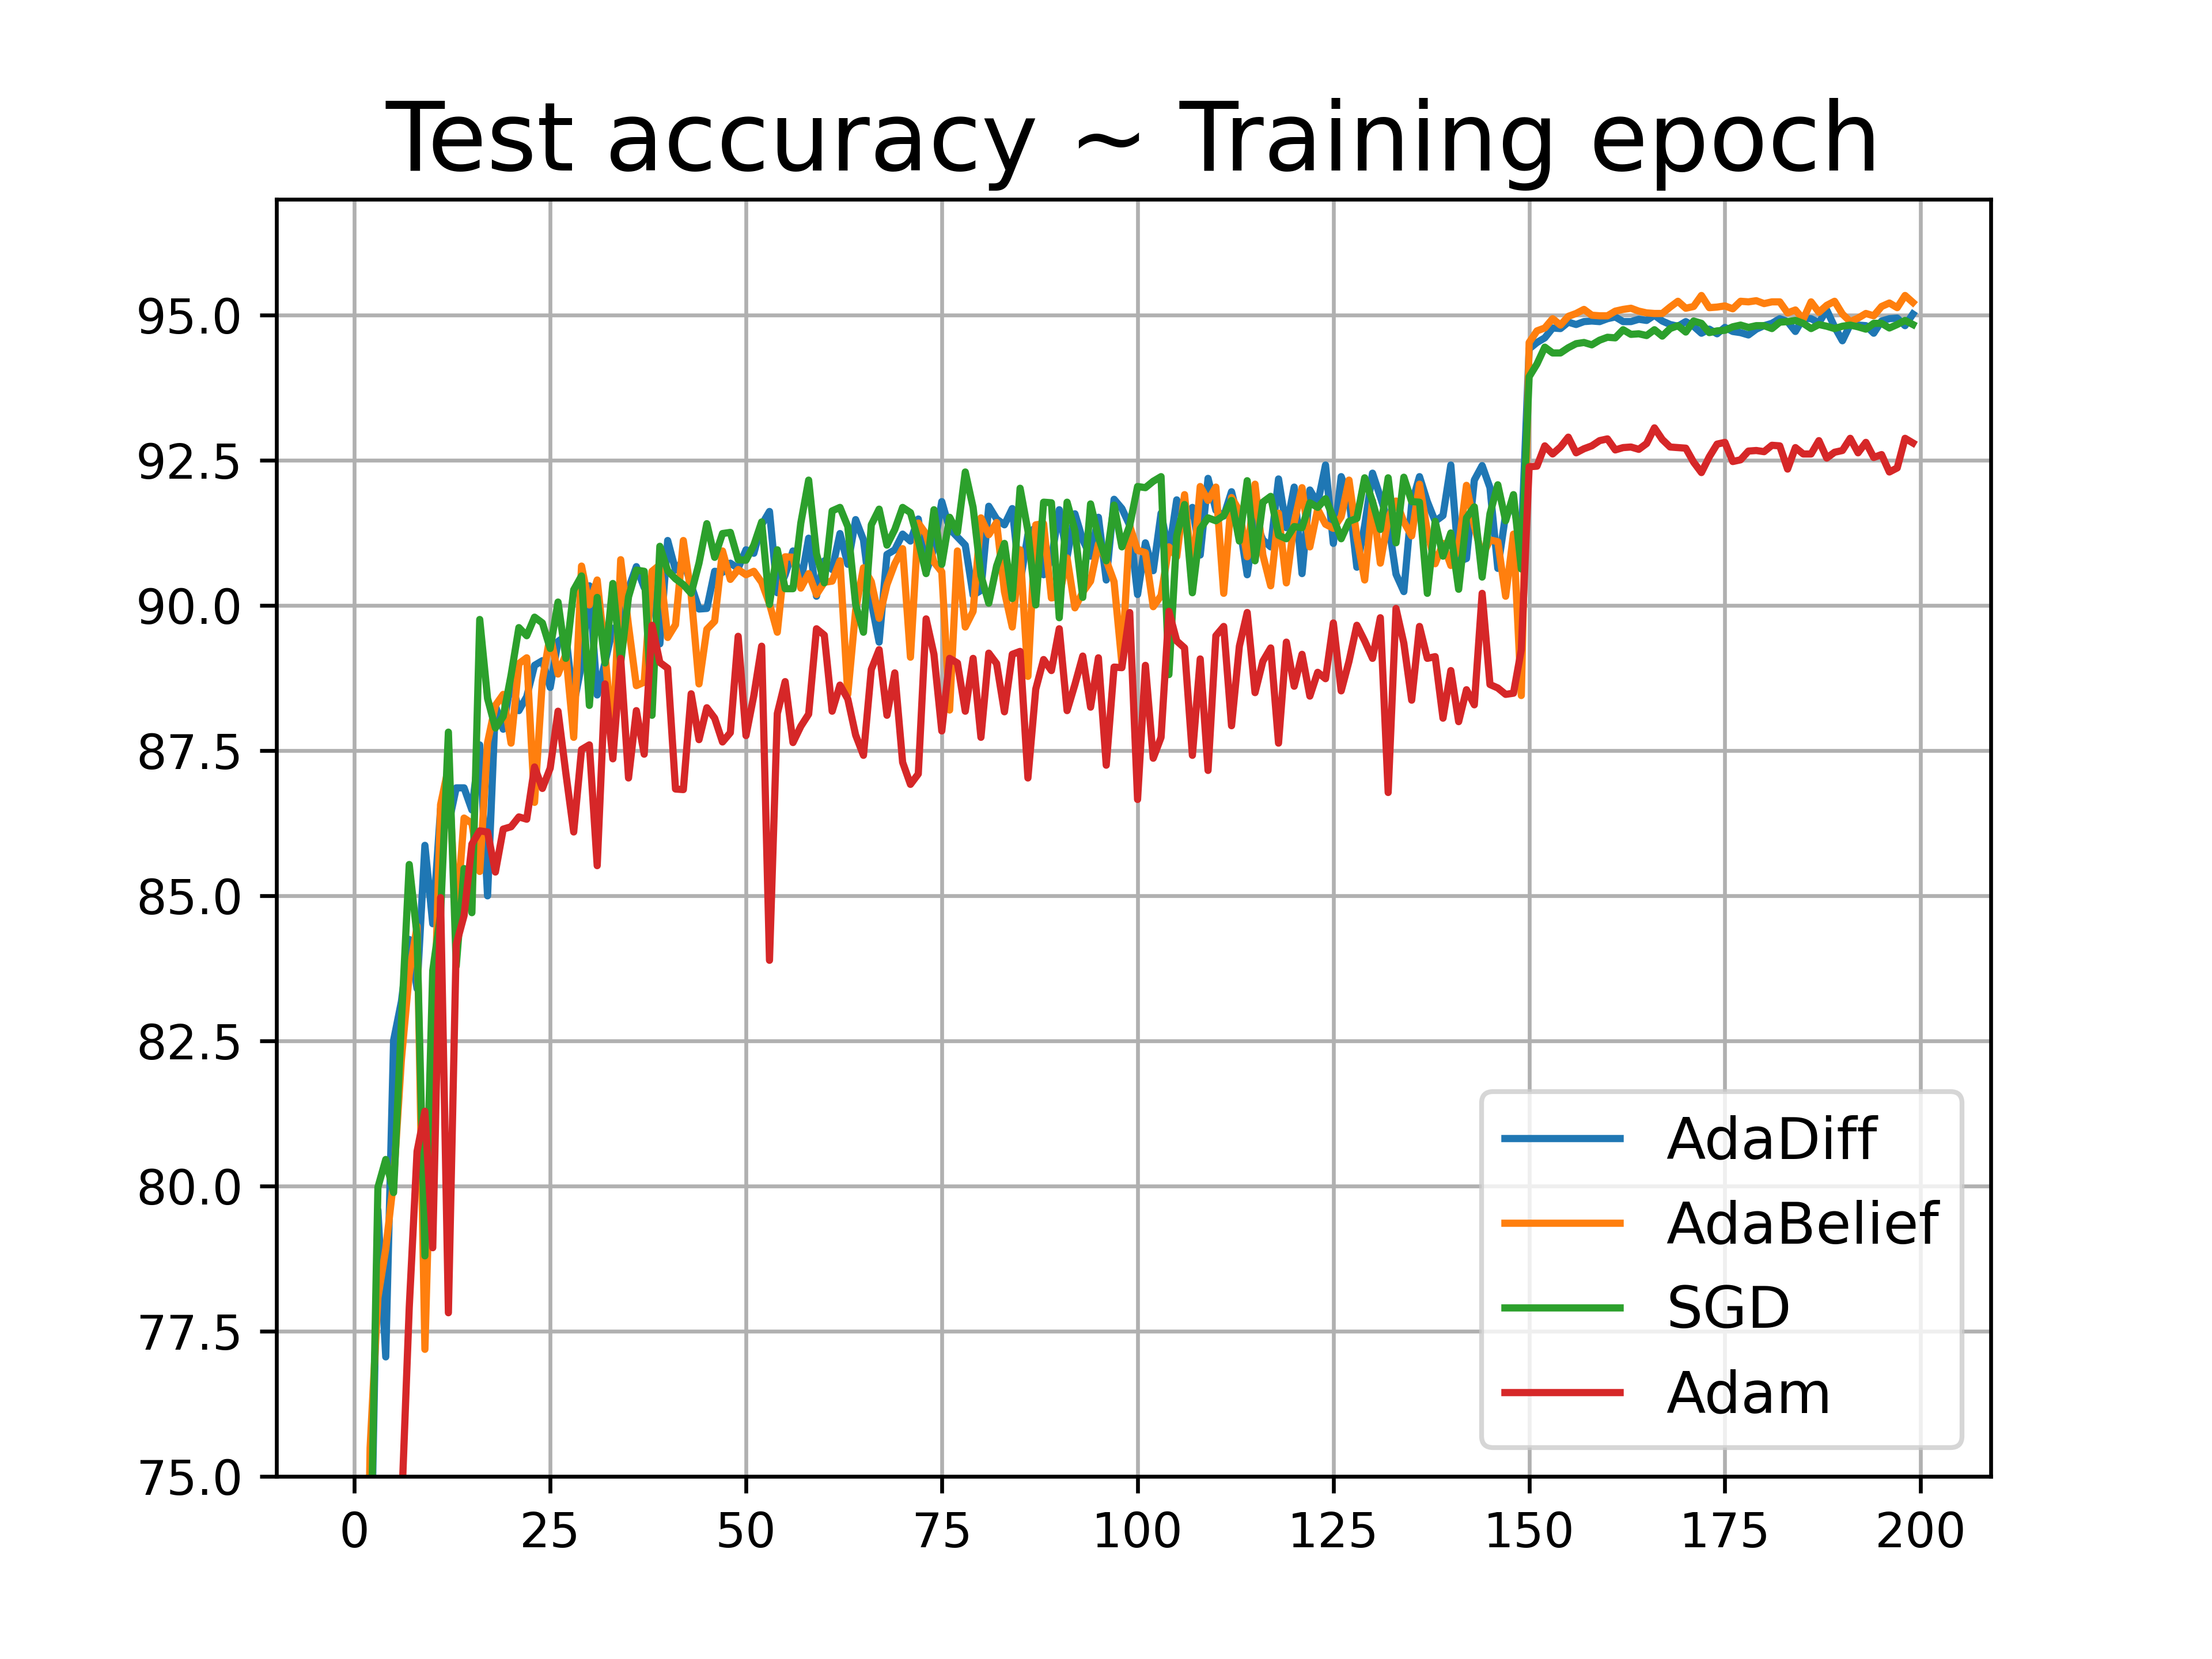 Test accuracy ~ Training epoch
95.0
92.5
90.0
87.5
85.0
82.5
80.0
77.5
75.0
0 25 50 75 100 125 150 175 200
AdaDiff
AdaBelief
SGD
Adam